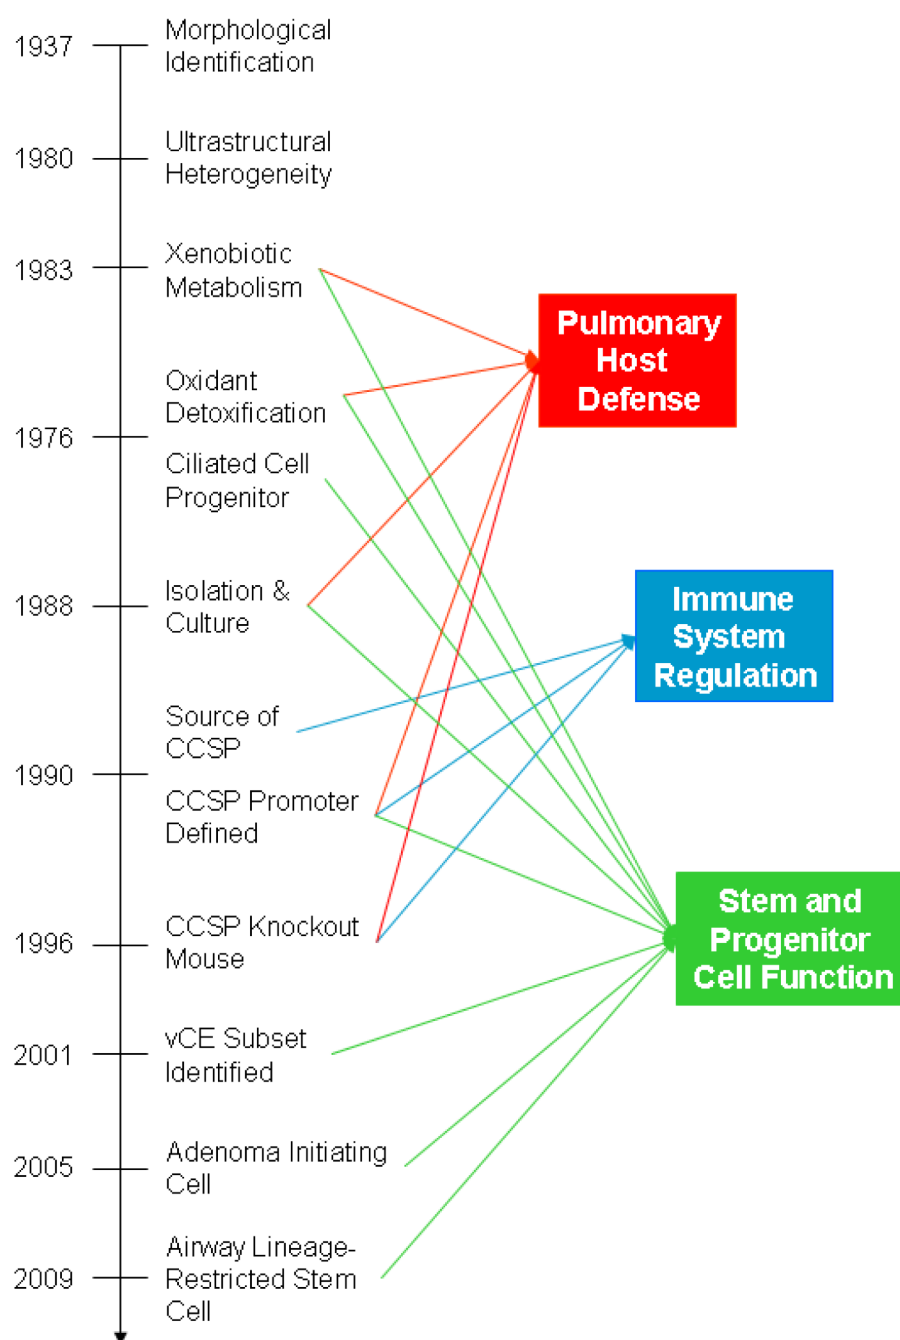 1937
Morphological
Identification
1980
Ultrastructural
Heterogeneity
1983
Xenobiotic
Metabolism
Oxidant
Detoxification
1976
Ciliated Cell
Progenitor
1988
Isolation &
Culture
Source of
CCSP
1990
CCSP Promoter
Defined
1996
CCSP Knockout
Mouse
2001
vCE Subset
Identified
2005
Adenoma Initiating
Cell
2009
Airway Lineage-
Restricted Stem
Cell
Pulmonary
Host
Defense
Immune
System
Regulation
Stem and
Progenitor
Cell Function